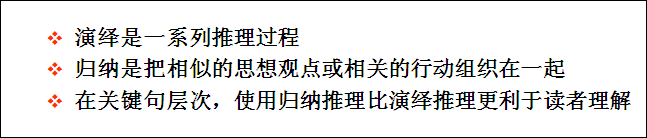 ❖ 演绎是一系列推理过程
❖ 归纳是把相似的思想观点或相关的行动组织在一起
❖ 在关键句层次，使用归纳推理比演绎推理更利于读者理解